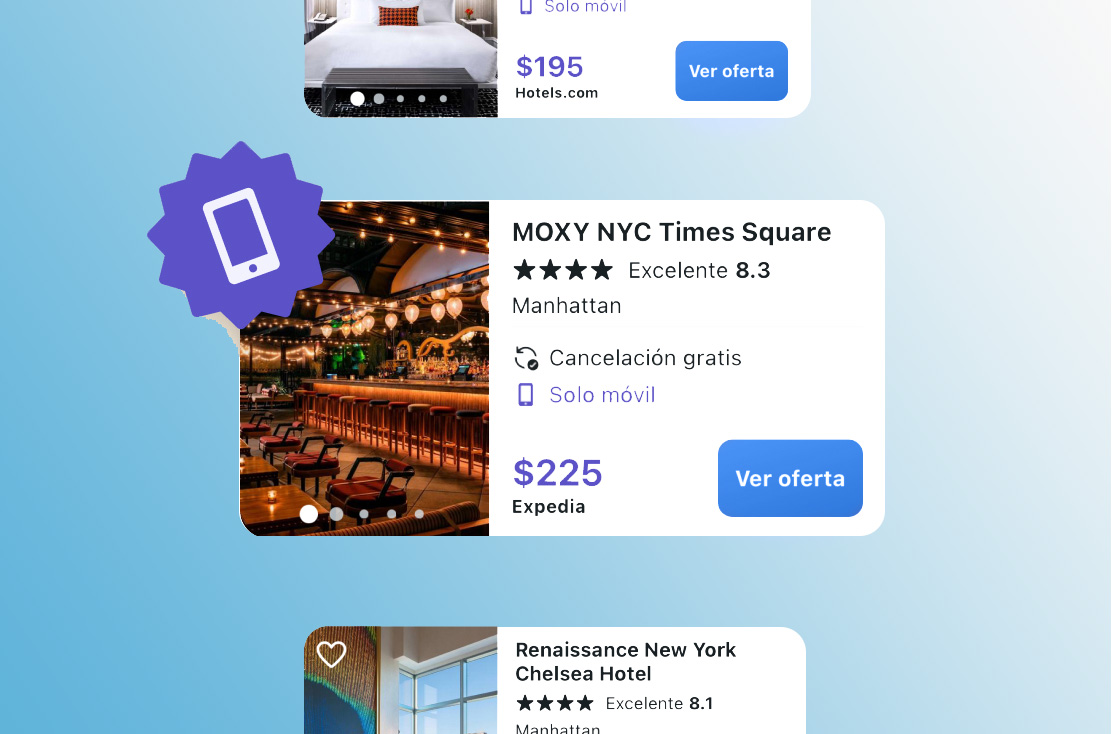 Solo móvil
$195
Hotels.com
Ver oferta
MOXY NYC Times Square
Excelente 8.3
Manhattan
Cancelación gratis
Solo móvil
$225
Expedia
Ver oferta
Renaissance New York
Chelsea Hotel
Excelente 8.1
Manhattan